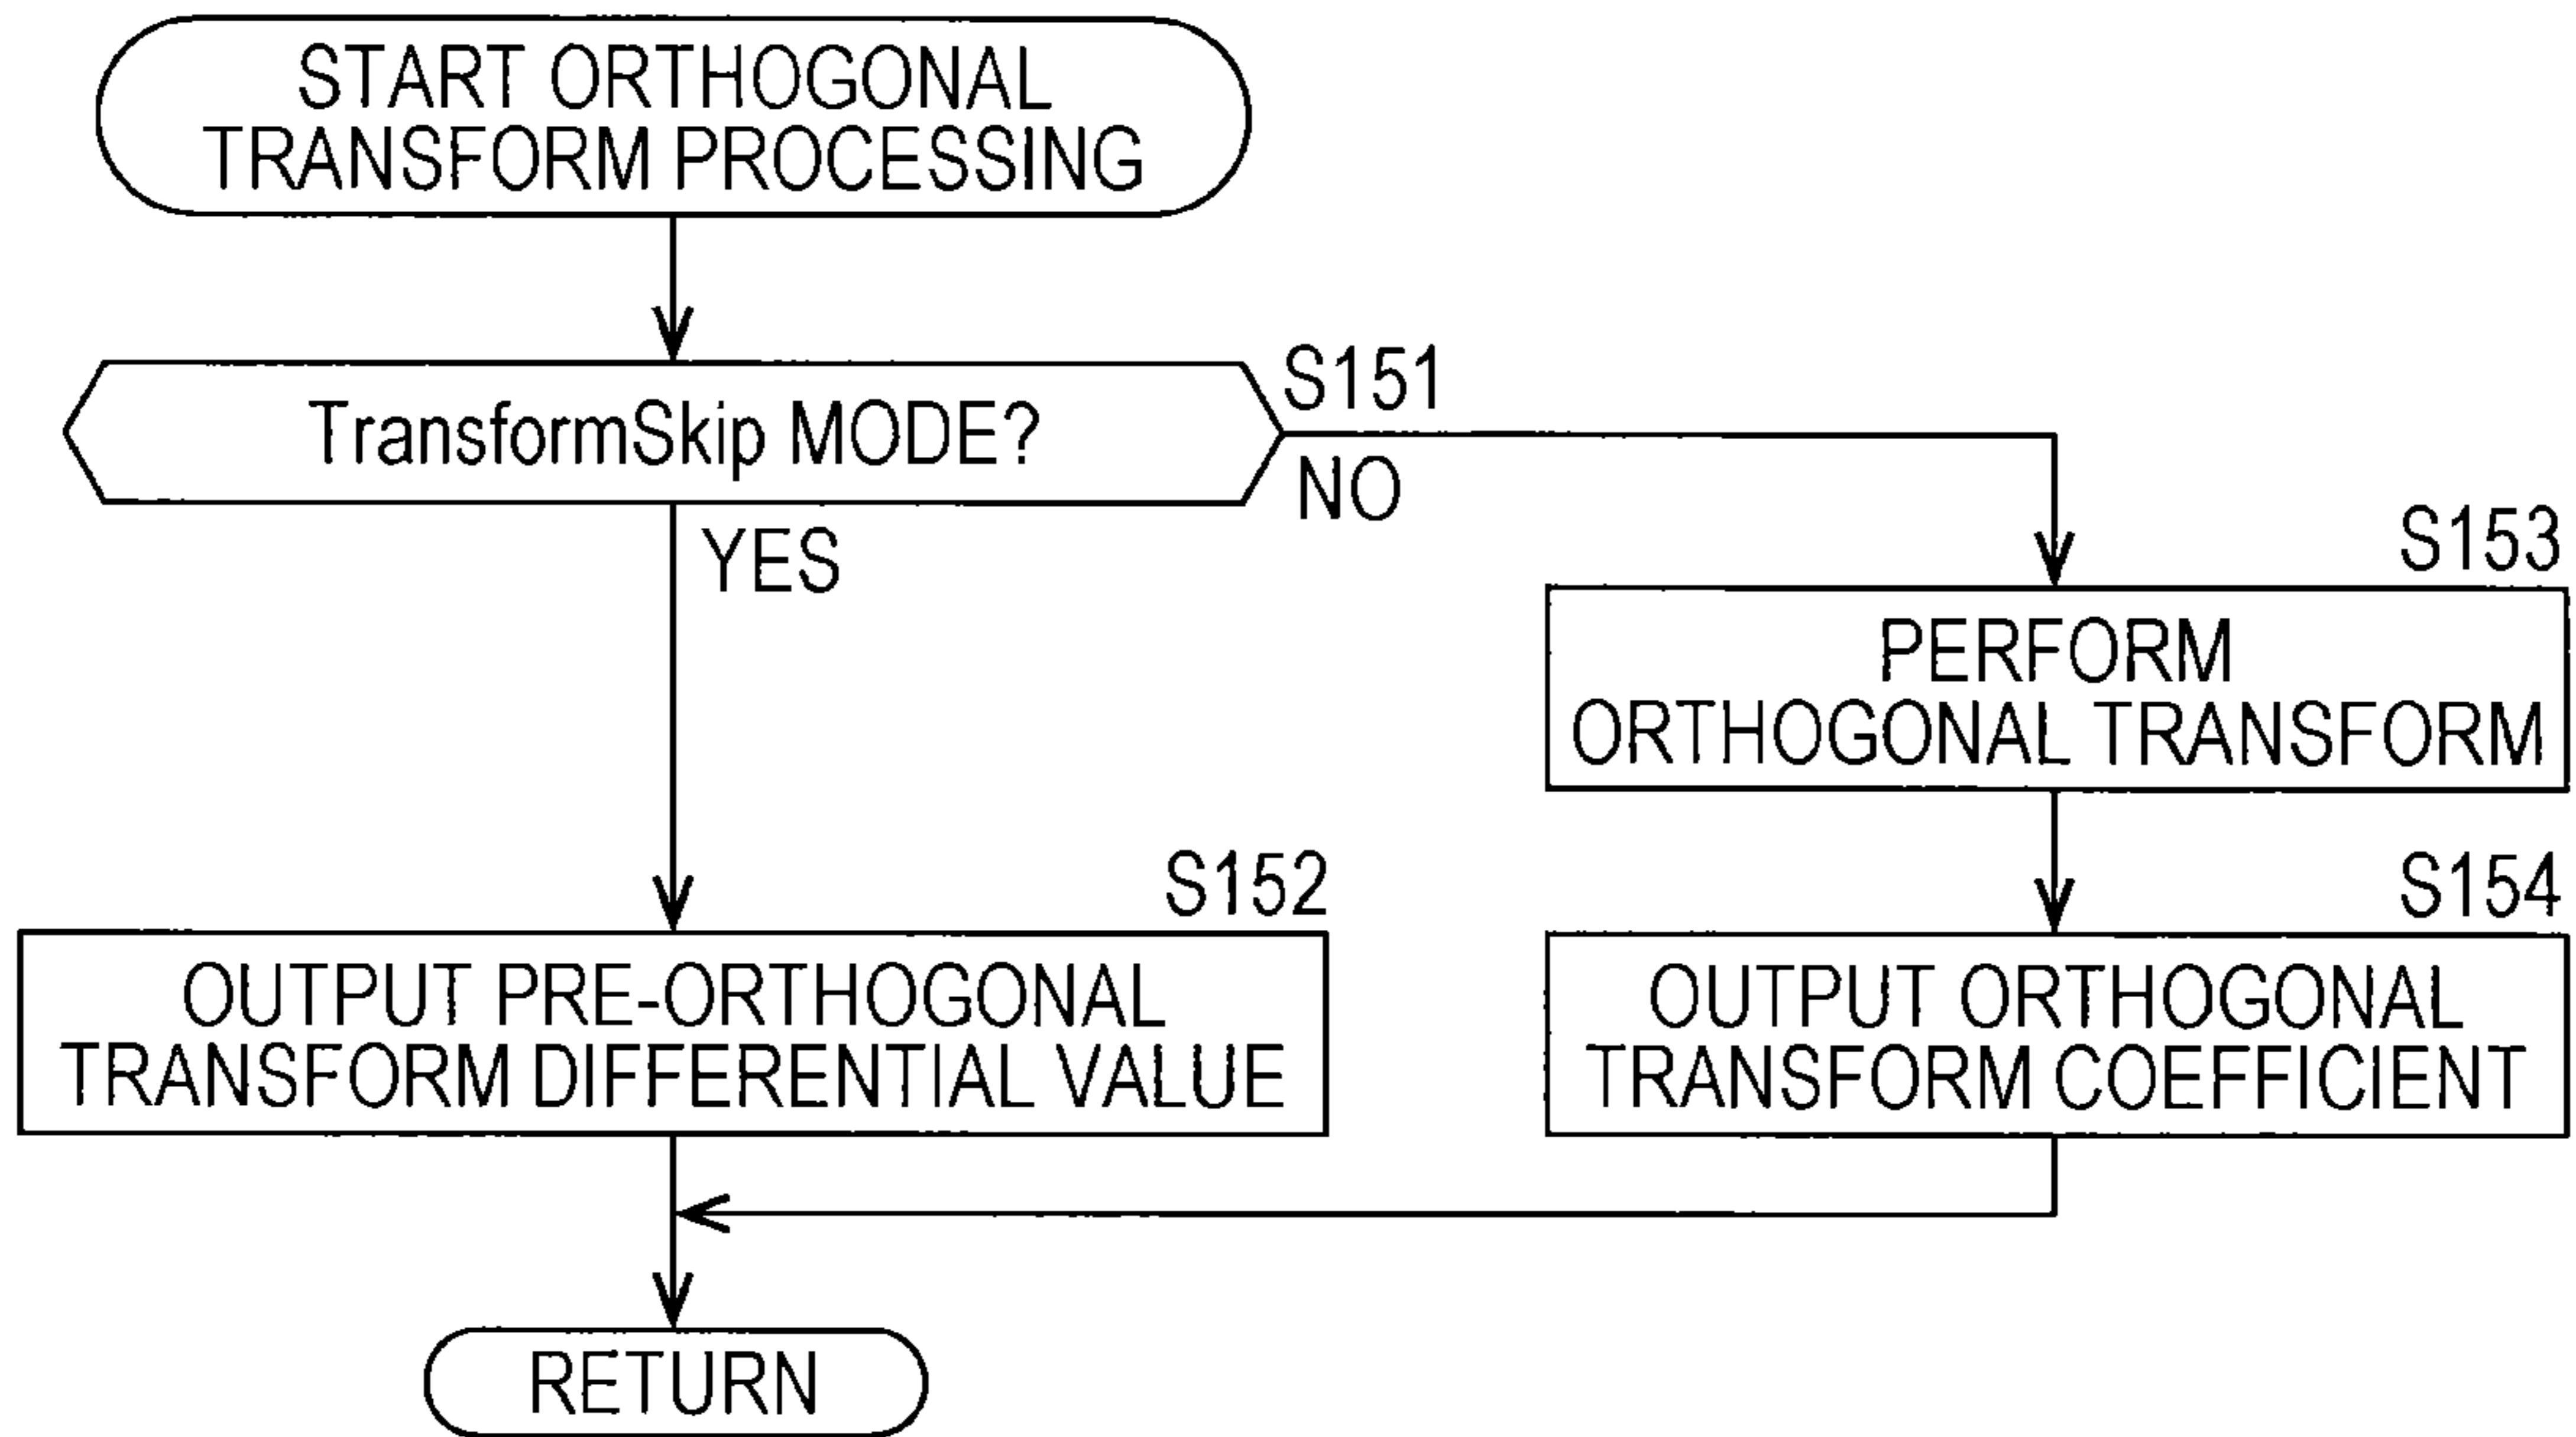 START ORTHOGONAL
TRANSFORM PROCESSING
TransformSkip MODE?
S151
NO
YES
S153
PERFORM
ORTHOGONAL TRANSFORM
S152
OUTPUT PRE-ORTHOGONAL
TRANSFORM DIFFERENTIAL VALUE
S154
OUTPUT ORTHOGONAL
TRANSFORM COEFFICIENT
RETURN